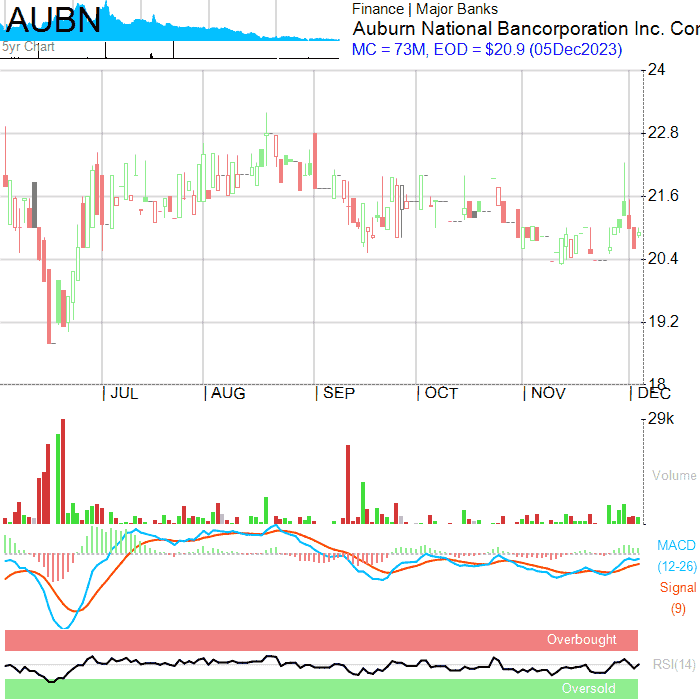 AUBN
5yr Chart
Finance | Major Banks
Auburn National Bancorporation Inc. Cor
MC = 73M, EOD = $20.9 (05Dec2023)
24
22.8
21.6
20.4
19.2
18
| JUL | AUG | SEP | OCT | NOV | DEC
29k
Volume
MACD
(12-26)
Signal
(9)
Overbought
RSI(14)
Oversold